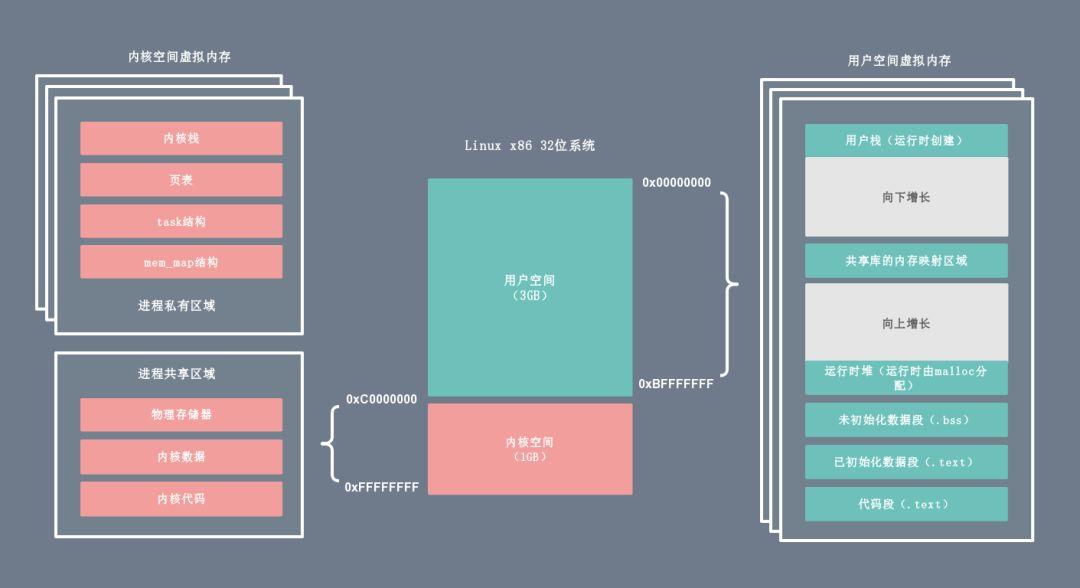 内核空间虚拟内存
内核栈
页表
task结构
mem_map结构
进程私有区域
进程共享区域
物理存储器
内核数据
内核代码
Linux x86 32位系统
0x00000000
用户空间
（3GB）
0xBFFFFFFF
0xC0000000
内核空间
（1GB）
0xFFFFFFFF
用户空间虚拟内存
用户栈（运行时创建）
向下增长
共享库的内存映射区域
向上增长
运行时堆（运行时由malloc分
配）
未初始化数据段（.bss）
已初始化数据段（.text）
代码段（.text）